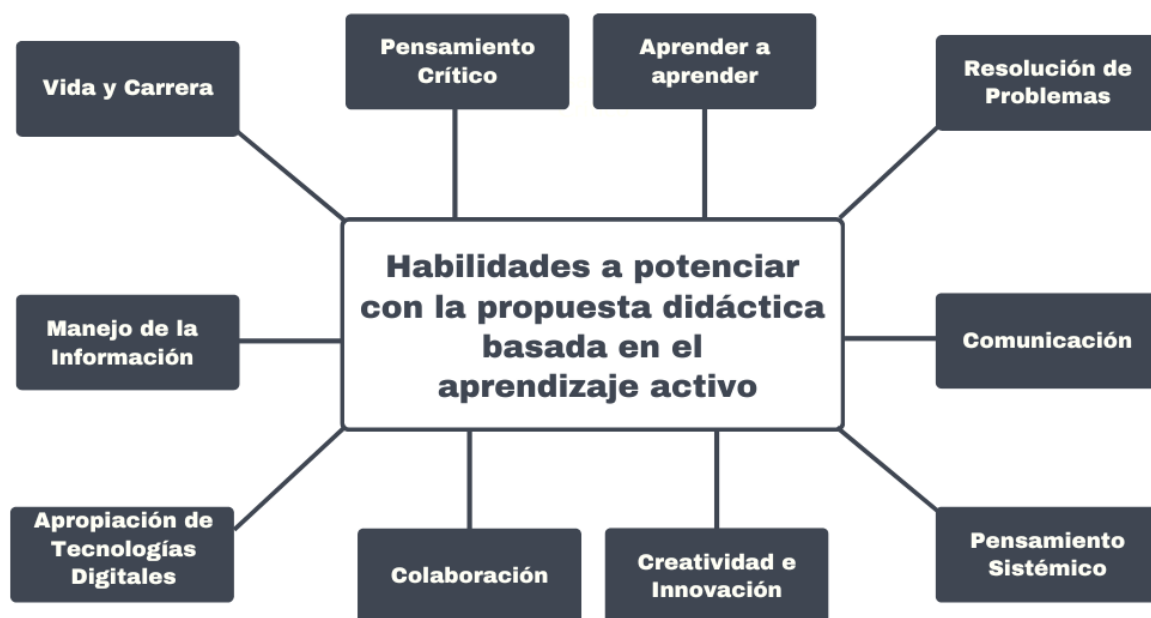 Vida y Carrera
Pensamiento
Crítico
Aprender a
aprender
Resolución de
Problemas
Habilidades a potenciar
con la propuesta didáctica
basada en el
aprendizaje activo
Manejo de la
Información
Comunicación
Apropiación de
Tecnologías
Digitales
Colaboración
Creatividad e
Innovación
Pensamiento
Sistémico